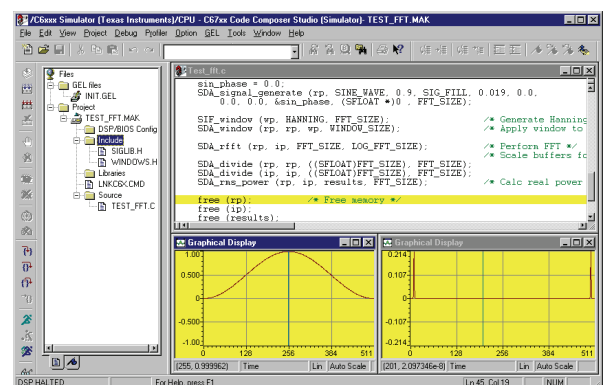 /C6xxx Simulator (Texas Instruments)/CPU - C67xx Code Composer Studio (Simulator)- TEST_FFT.MAK
File Edit View Project Debug Profiler Option GEL Tools Window Help
Files
GEL files
INIT.GEL
Project
TEST_FFT.MAK
DSP/BIOS Config
Include
SIGLIB.H
WINDOWS.H
Libraries
LNKC6X.CMD
Source
TEST_FFT.C
Test_fft.c
sin_phase = 0.0;
SDA_signal_generate (rp, SINE_WAVE, 0.9, SIG_FILL, 0.019, 0.0,
0.0, 0.0, &sin_phase, (SFLOAT *)0 , FFT_SIZE);
SIF_window (wp, HANNING, FFT_SIZE); /* Generate Hanning
SDA_window (rp, rp, wp, WINDOW_SIZE); /* Apply window to
SDA_rfft (rp, ip, FFT_SIZE, LOG_FFT_SIZE); /* Perform FFT */
/* Scale buffers fo
SDA_divide (rp, rp, ((SFLOAT)FFT_SIZE), FFT_SIZE);
SDA_divide (ip, ip, ((SFLOAT)FFT_SIZE), FFT_SIZE);
SDA_rms_power (rp, ip, results, FFT_SIZE); /* Calc real power
free (rp); /* Free memory */
free (ip);
free (results);
Graphical Display
1.00
0.500
0
-0.500
-1.00
0 128 256 384 511
(255, 0.999962) Time Lin Auto Scale
Graphical Display
0.214
0.107
0
-0.107
-0.214
0 128 256 384 511
(201, 2.097346e-8) Time Lin Auto Scale
DSP HALTED For Help, press F1 Ln 45, Col 19 NUM